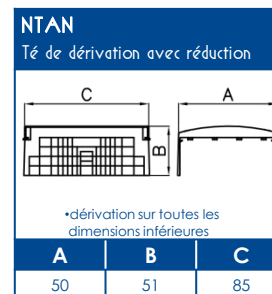 NTAN
Té de dérivation avec réduction
C
A
B
•dérivation sur toutes les
dimensions inférieures
A B C
50 51 85